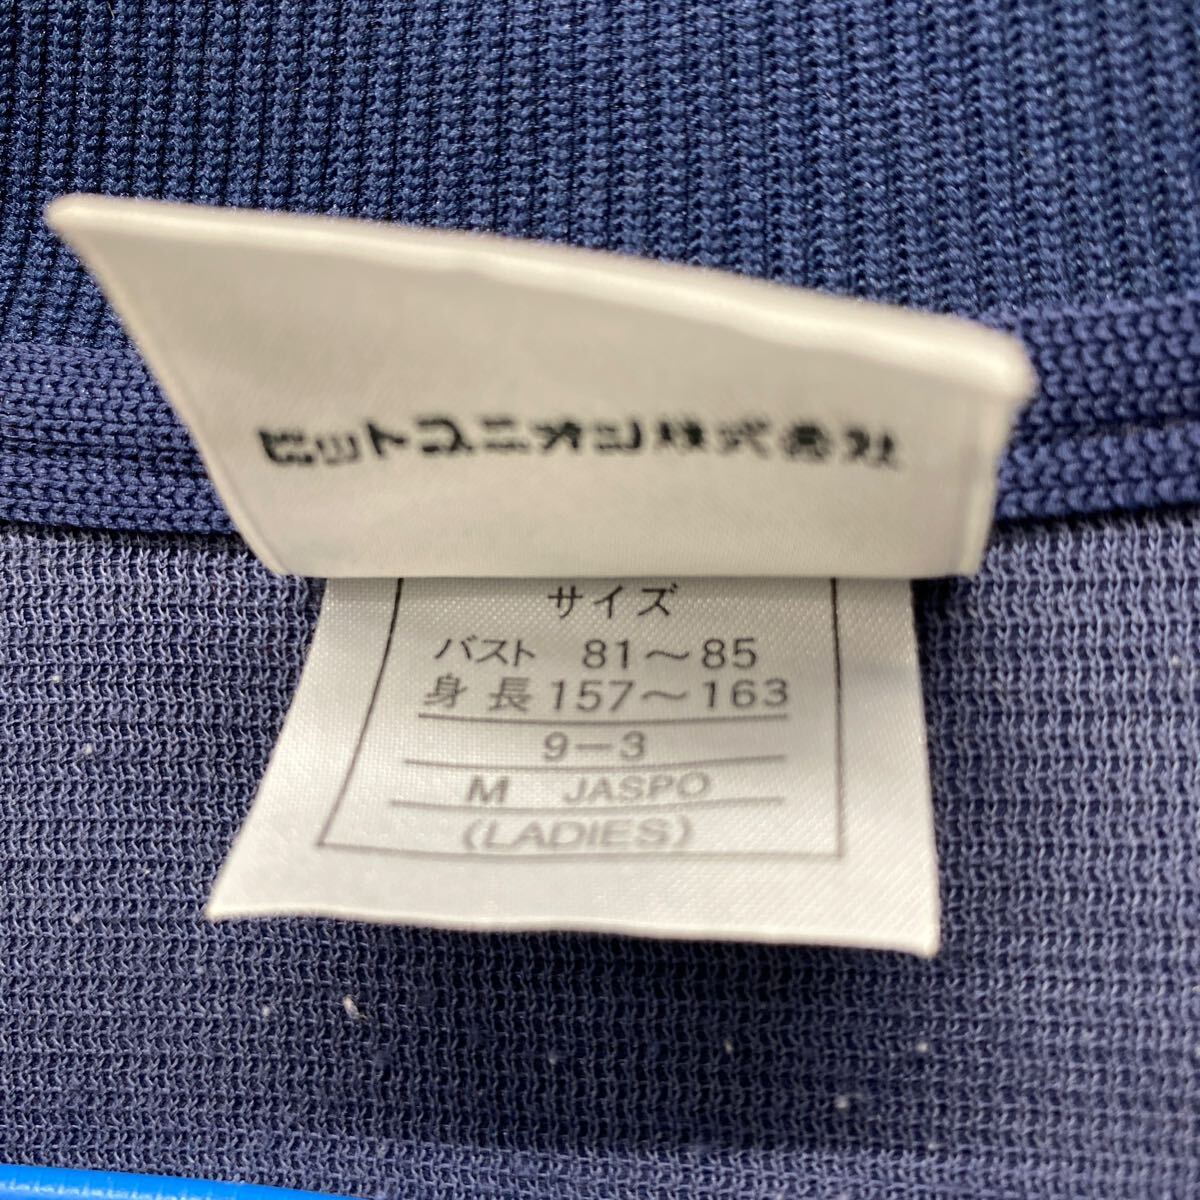 ヒットユニオン株式会社
サイズ
バスト 81～85
身長 157～163
9－3
M JASPO
(LADIES)